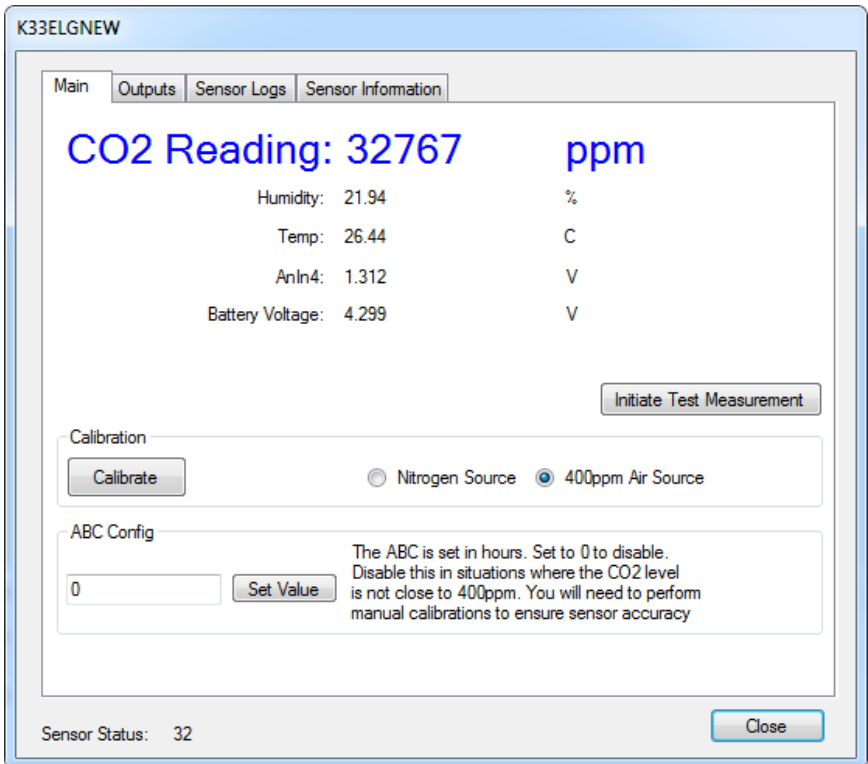 K33ELGNEW
Main Outputs Sensor Logs Sensor Information
CO2 Reading: 32767 ppm
Humidity: 21.94 %
Temp: 26.44 C
AnIn4: 1.312 V
Battery Voltage: 4.299 V
Initiate Test Measurement
Calibration
Calibrate Nitrogen Source 400ppm Air Source
ABC Config
The ABC is set in hours. Set to 0 to disable.
Disable this in situations where the CO2 level
0 Set Value is not close to 400ppm. You will need to perform
manual calibrations to ensure sensor accuracy
Sensor Status: 32 Close